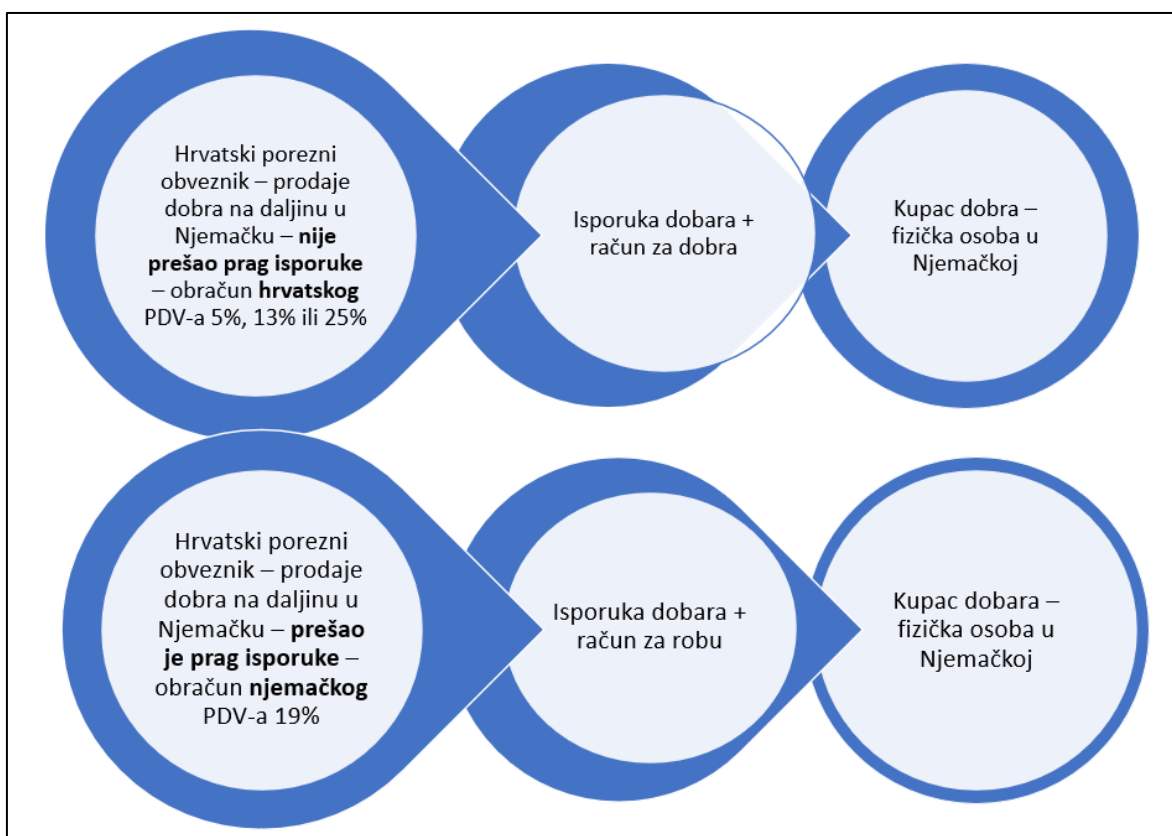 Hrvatski porezni
obveznik – prodaje
dobra na daljinu u
Njemačku – nije
prešao prag isporuke
– obračun hrvatskog
PDV-a 5%, 13% ili 25%
Isporuka dobara +
račun za dobra
Kupac dobra –
fizička osoba u
Njemačkoj
Hrvatski porezni
obveznik – prodaje
dobra na daljinu u
Njemačku – prešao
je prag isporuke –
obračun njemačkog
PDV-a 19%
Isporuka dobara +
račun za robu
Kupac dobara –
fizička osoba u
Njemačkoj